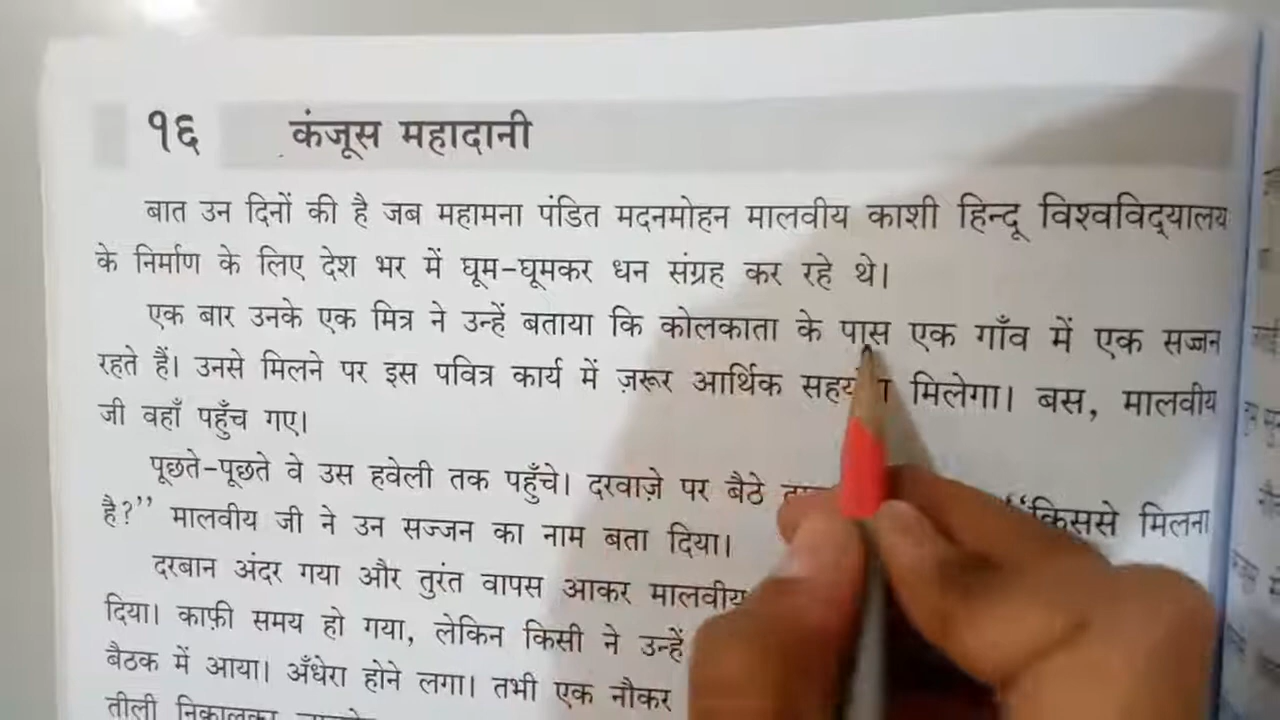 १६ कंजूस महादानी
बात उन दिनों की है जब महामना पंडित मदनमोहन मालवीय काशी हिन्दू विश्वविद्‌यालय
के निर्माण के लिए देश भर में घूम-घूमकर धन संग्रह कर रहे थे।
एक बार उनके एक मित्र ने उन्हें बताया कि कोलकाता के पास एक गाँव में एक सज्जन
रहते हैं। उनसे मिलने पर इस पवित्र कार्य में ज़रूर आर्थिक मिलेगा। बस, मालवीय
जी वहाँ पहुँच गए।
पूछते-पूछते वे उस हवेली तक पहुँचे। दरवाज़े पर बैठे “किससे मिलना
है?” मालवीय जी ने उन सज्जन का नाम बता दिया।
दरबान अंदर गया और तुरंत वापस आकर मालवीय
दिया। काफ़ी समय हो गया, लेकिन किसी ने उन्हें
बैठक में आया। अँधेरा होने लगा। तभी एक नौकर
तीली